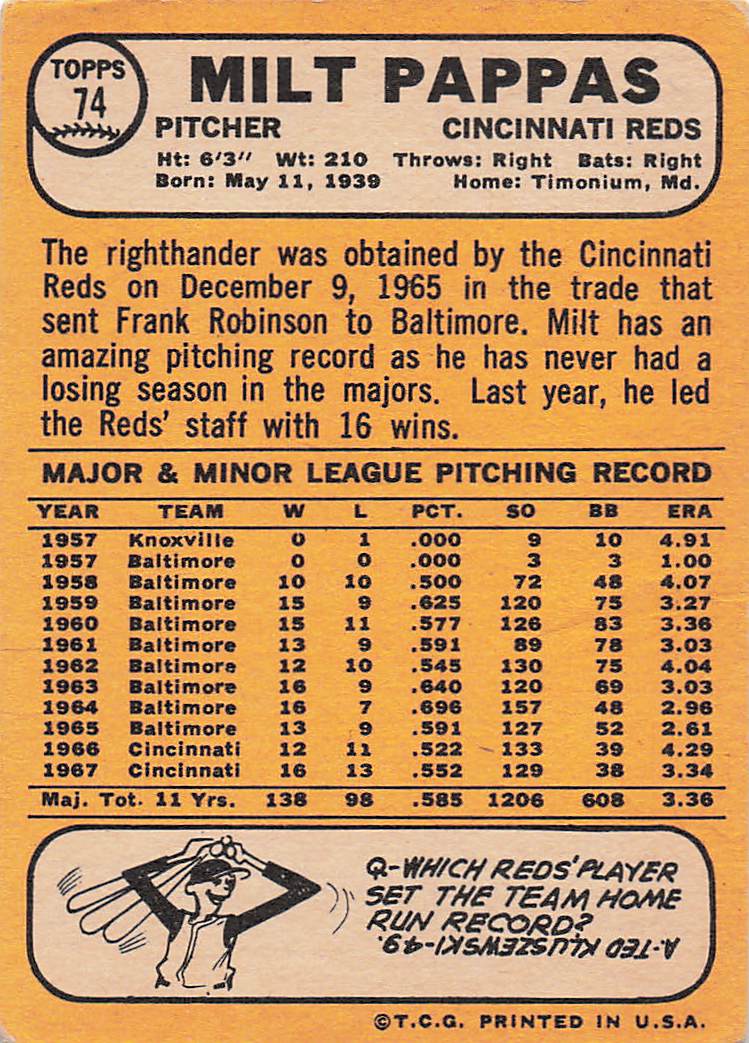 TOPPS
74
MILT PAPPAS
PITCHER CINCINNATI REDS
Ht: 6'3" Wt: 210 Throws: Right Bats: Right
Born: May 11, 1939 Home: Timonium, Md.
The righthander was obtained by the Cincinnati
Reds on December 9, 1965 in the trade that
sent Frank Robinson to Baltimore. Milt has an
amazing pitching record as he has never had a
losing season in the majors. Last year, he led
the Reds' staff with 16 wins.
MAJOR & MINOR LEAGUE PITCHING RECORD
YEAR TEAM W L PCT. SO BB ERA
1957 Knoxville 0 1 .000 9 10 4.91
1957 Baltimore 0 0 .000 3 3 1.00
1958 Baltimore 10 10 .500 72 48 4.07
1959 Baltimore 15 9 .625 120 75 3.27
1960 Baltimore 15 11 .577 126 83 3.36
1961 Baltimore 13 9 .591 89 78 3.03
1962 Baltimore 12 10 .545 130 75 4.04
1963 Baltimore 16 9 .640 120 69 3.03
1964 Baltimore 16 7 .696 157 48 2.96
1965 Baltimore 13 9 .591 127 52 2.61
1966 Cincinnati 12 11 .522 133 39 4.29
1967 Cincinnati 16 13 .552 129 38 3.34
Maj. Tot. 11 Yrs. 138 98 .585 1206 608 3.36
Q-WHICH REDS' PLAYER
SET THE TEAM HOME
RUN RECORD?
A-TED KLUSZEWSKI-49.
©T.C.G. PRINTED IN U.S.A.